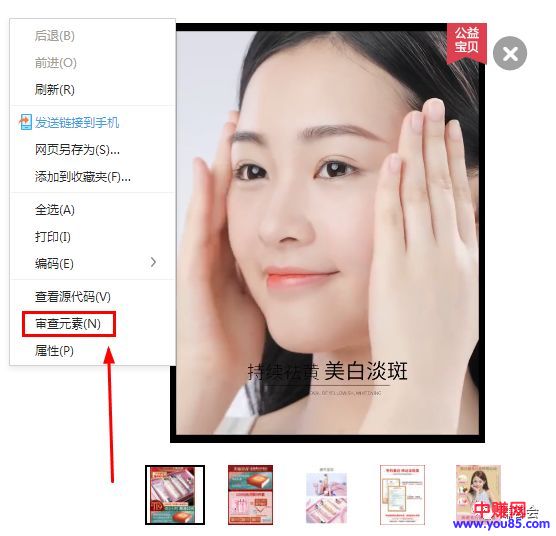 后退(B)
前进(O)
刷新(R)
发送链接到手机
网页另存为(S)...
添加到收藏夹(F)...
全选(A)
打印(I)
编码(E)
查看源代码(V)
审查元素(N)
属性(P)
公益
宝贝
持续祛黄 美白淡斑
中赚网
会
www.you85.com